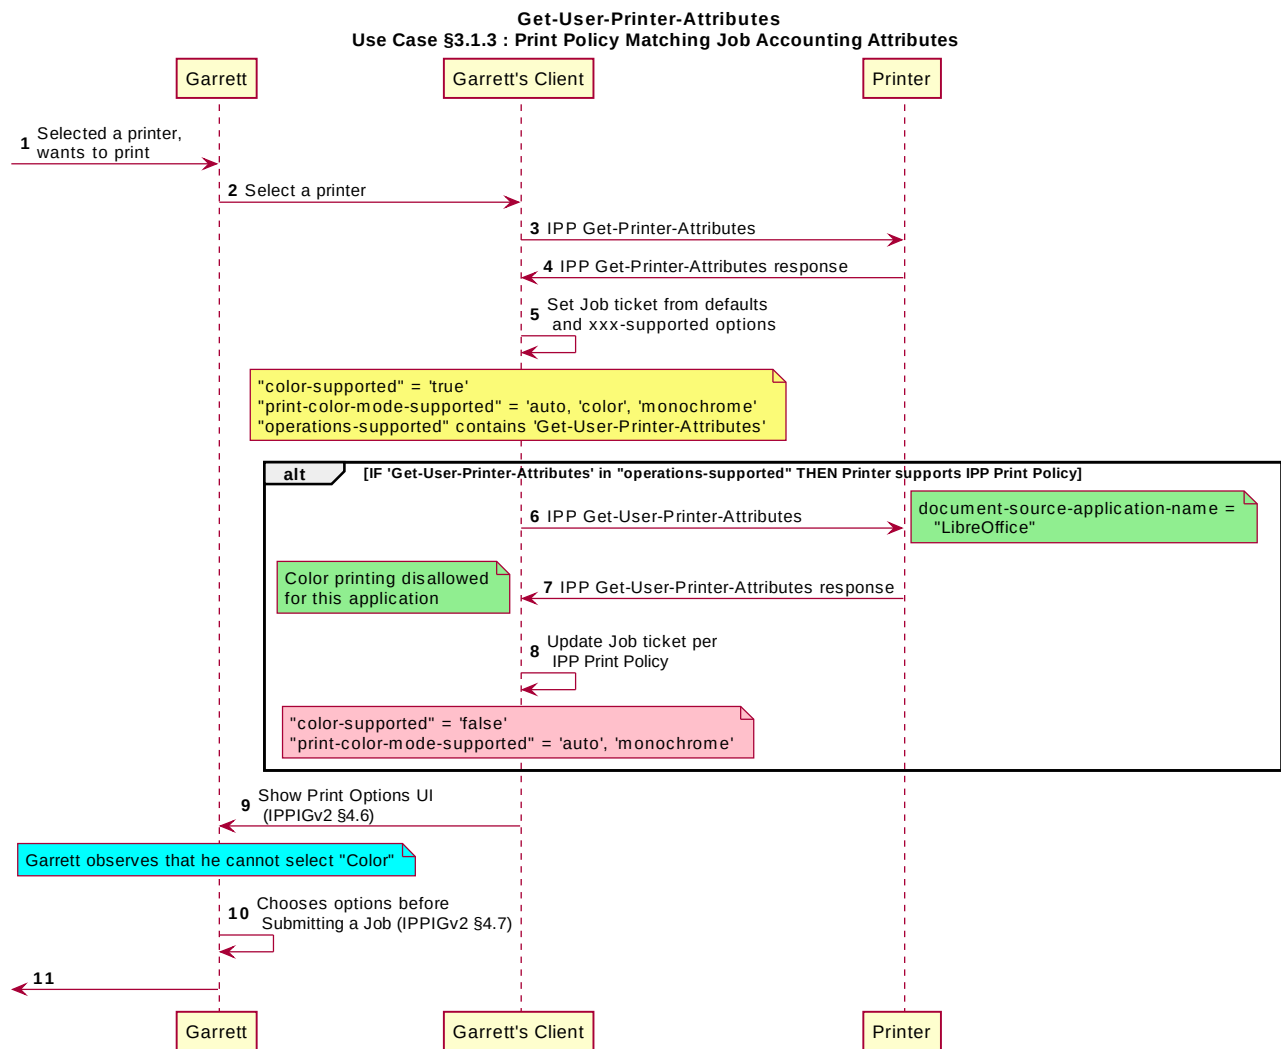 Get-User-Printer-Attributes
Use Case §3.1.3 : Print Policy Matching Job Accounting Attributes
Garrett
Garrett's Client
Printer
1 Selected a printer,
wants to print
2 Select a printer
3 IPP Get-Printer-Attributes
4 IPP Get-Printer-Attributes response
5 Set Job ticket from defaults
and xxx-supported options
"color-supported" = 'true'
"print-color-mode-supported" = 'auto, 'color', 'monochrome'
"operations-supported" contains 'Get-User-Printer-Attributes'
alt [IF 'Get-User-Printer-Attributes' in "operations-supported" THEN Printer supports IPP Print Policy]
6 IPP Get-User-Printer-Attributes
document-source-application-name =
"LibreOffice"
Color printing disallowed
for this application
7 IPP Get-User-Printer-Attributes response
8 Update Job ticket per
IPP Print Policy
"color-supported" = 'false'
"print-color-mode-supported" = 'auto', 'monochrome'
9 Show Print Options UI
(IPPIGv2 §4.6)
Garrett observes that he cannot select "Color"
10 Chooses options before
Submitting a Job (IPPIGv2 §4.7)
11
Garrett
Garrett's Client
Printer